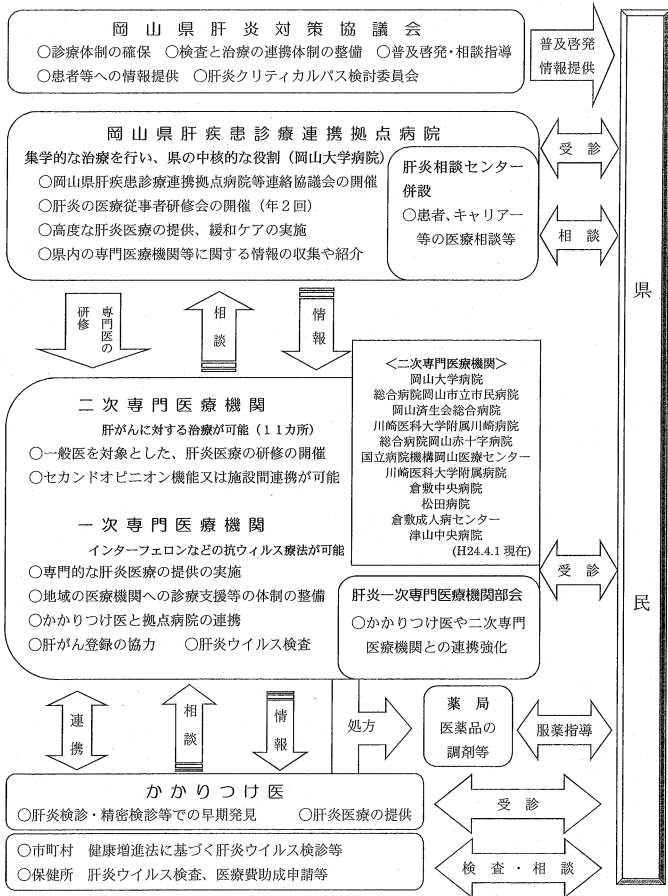 岡山県肝炎対策協議会
○診療体制の確保　○検査と治療の連携体制の整備　○普及啓発・相談指導
○患者等への情報提供　○肝炎クリティカルパス検討委員会
普及啓発
情報提供
岡山県肝疾患診療連携拠点病院
集学的な治療を行い、県の中核的な役割（岡山大学病院）
○岡山県肝疾患診療連携拠点病院等連絡協議会の開催
○肝炎の医療従事者研修会の開催（年２回）
○高度な肝炎医療の提供、緩和ケアの実施
○県内の専門医療機関等に関する情報の収集や紹介
肝炎相談センター
併設
○患者、キャリアー
等の医療相談等
受診
相談
県民
専門医の
研修
相談
情報
二次専門医療機関
肝がんに対する治療が可能（１１カ所）
○一般医を対象とした、肝炎医療の研修の開催
○セカンドオピニオン機能又は施設間連携が可能
＜二次専門医療機関＞
岡山大学病院
総合病院岡山市立市民病院
岡山済生会総合病院
川崎医科大学附属川崎病院
総合病院岡山赤十字病院
国立病院機構岡山医療センター
川崎医科大学附属病院
倉敷中央病院
松田病院
倉敷成人病センター
津山中央病院
(H24.4.1 現在)
一次専門医療機関
インターフェロンなどの抗ウィルス療法が可能
○専門的な肝炎医療の提供の実施
○地域の医療機関への診療支援等の体制の整備
○かかりつけ医と拠点病院の連携
○肝がん登録の協力　○肝炎ウイルス検査
肝炎一次専門医療機関部会
○かかりつけ医や二次専門
医療機関との連携強化
受診
連携
相談
情報
処方
薬局
医薬品の
調剤等
服薬指導
かかりつけ医
○肝炎検診・精密検診等での早期発見　○肝炎医療の提供
受診
○市町村　健康増進法に基づく肝炎ウイルス検診等
○保健所　肝炎ウイルス検査、医療費助成申請等
検査・相談